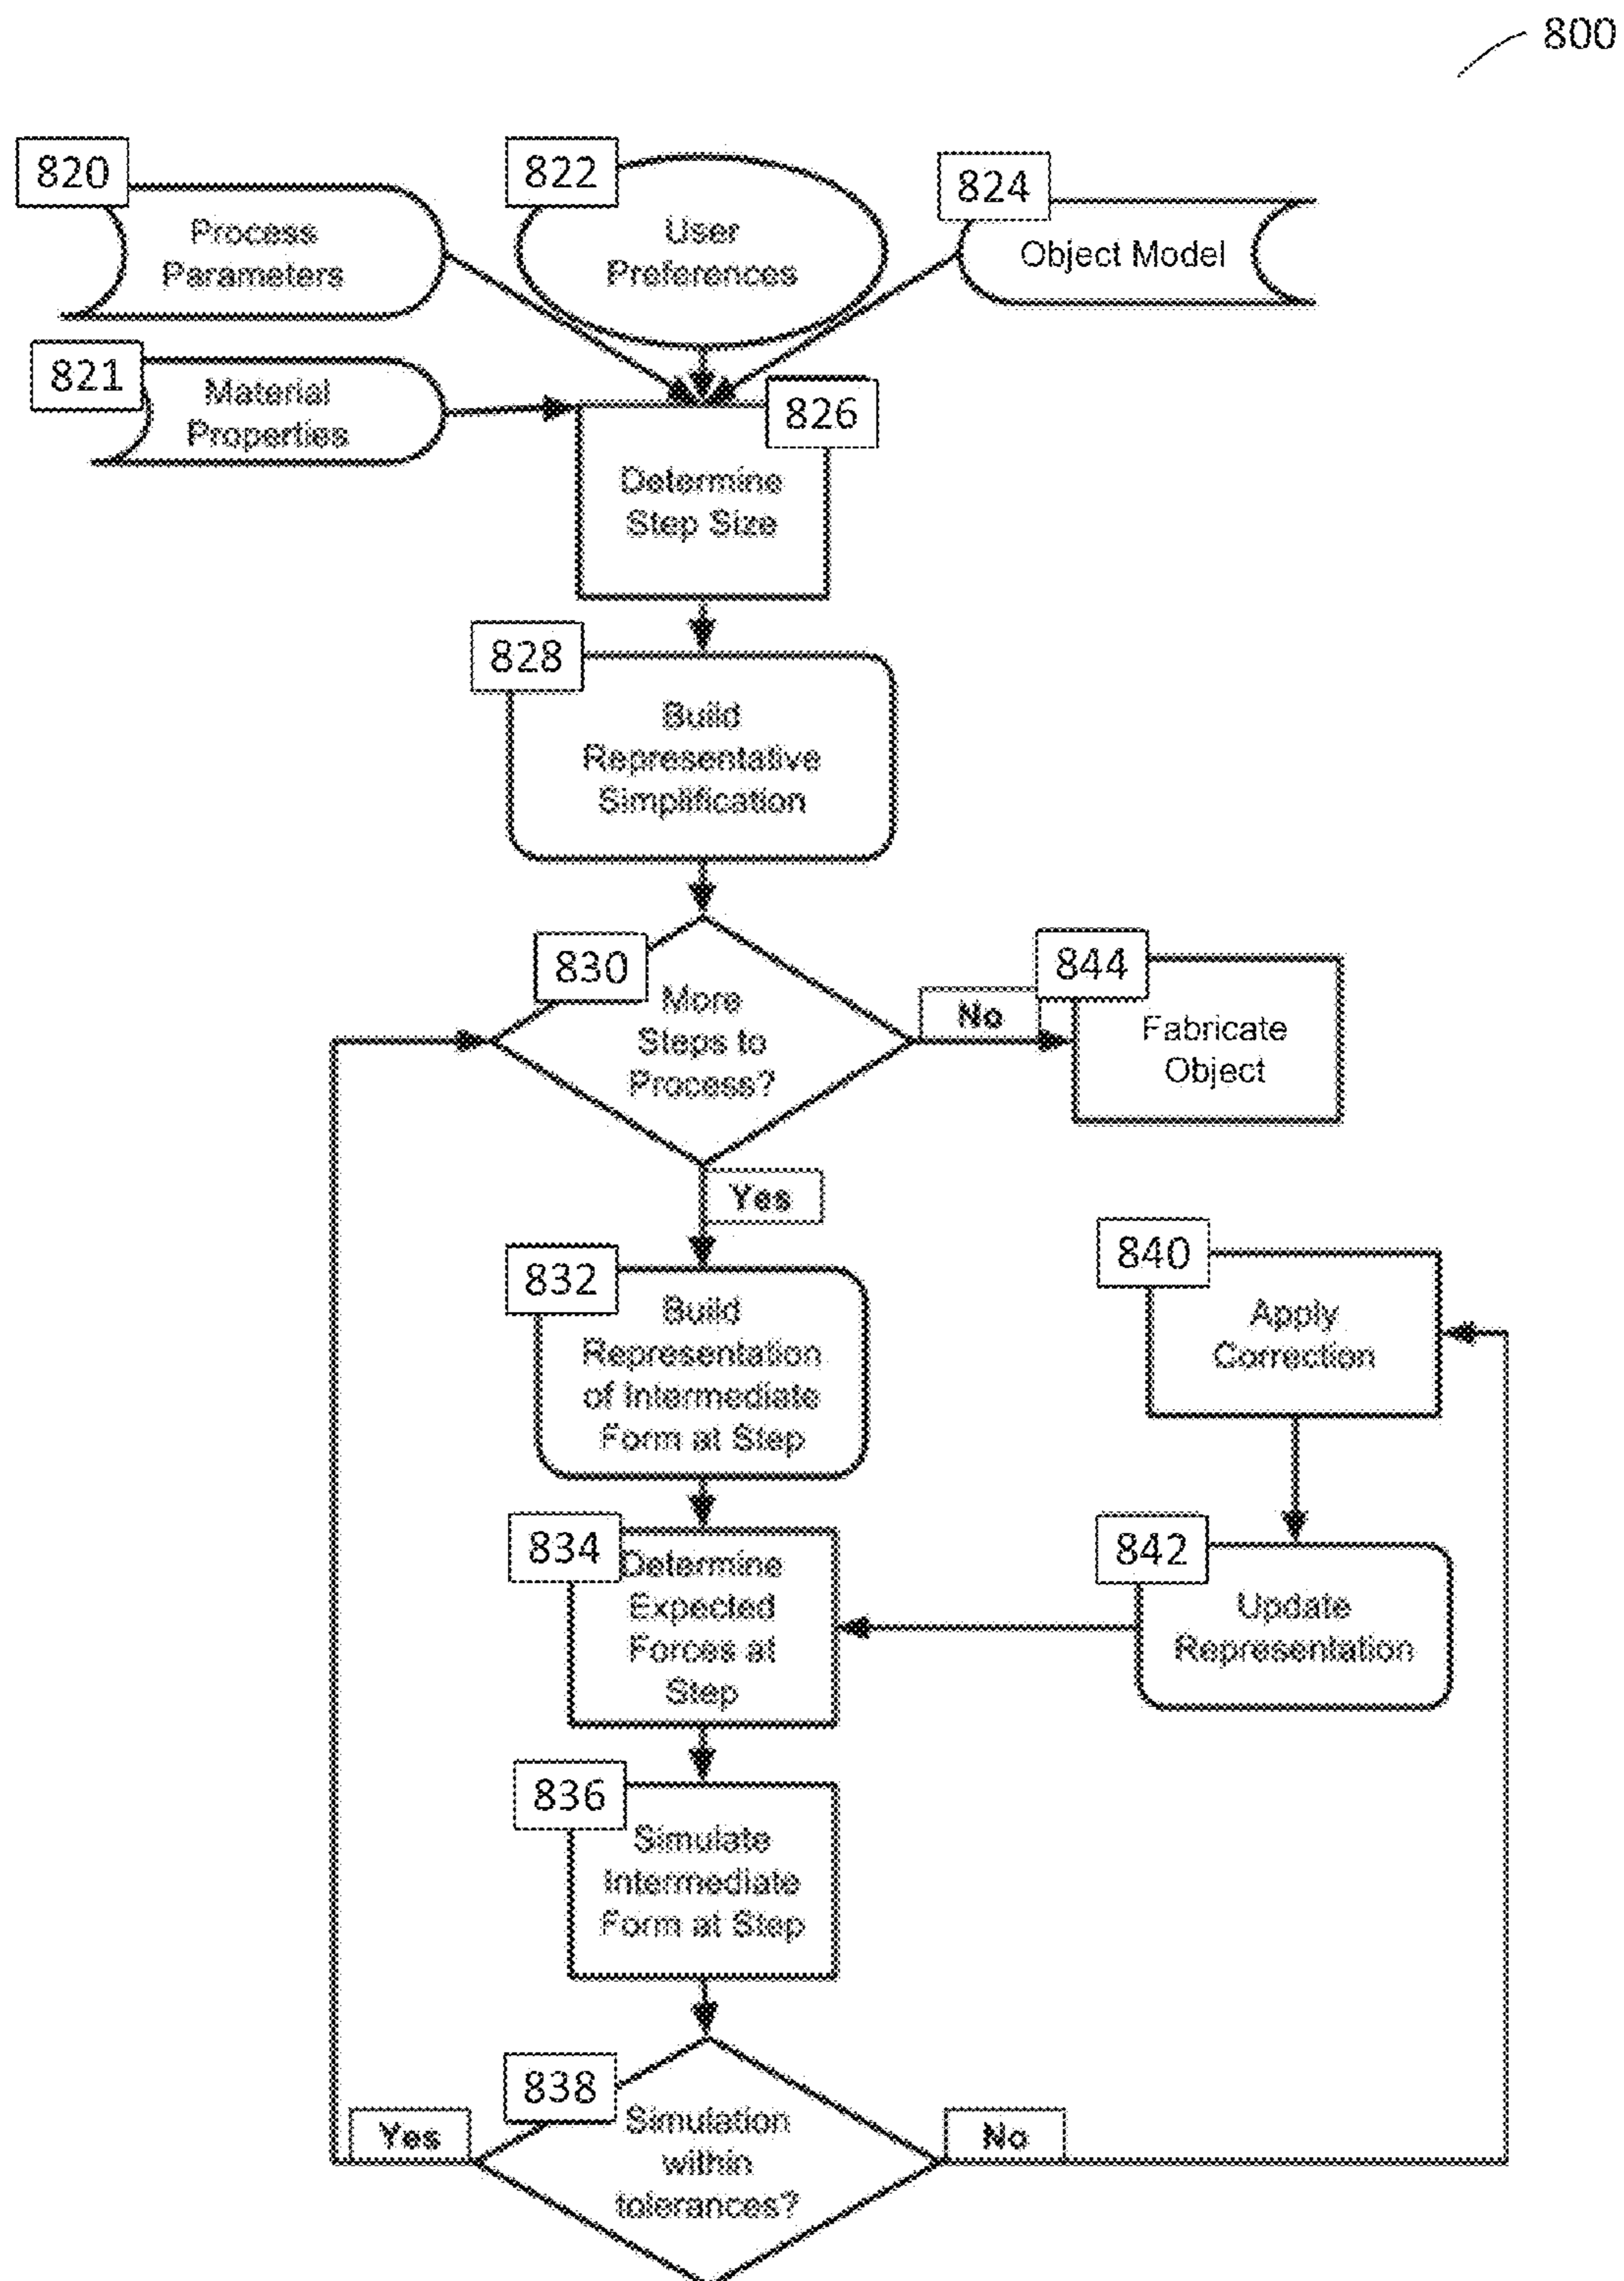 800
820
Process
Parameters
822
User
Preferences
824
Object Model
821
Material
Properties
826
Determine
Step Size
828
Build
Representative
Simplification
830
More
Steps to
Process?
No
844
Fabricate
Object
Yes
832
Build
Representation
of Intermediate
Form at Step
840
Apply
Correction
834
Determine
Expected
Forces at
Step
842
Update
Representation
836
Simulate
Intermediate
Form at Step
838
Simulation
within
tolerances?
Yes
No